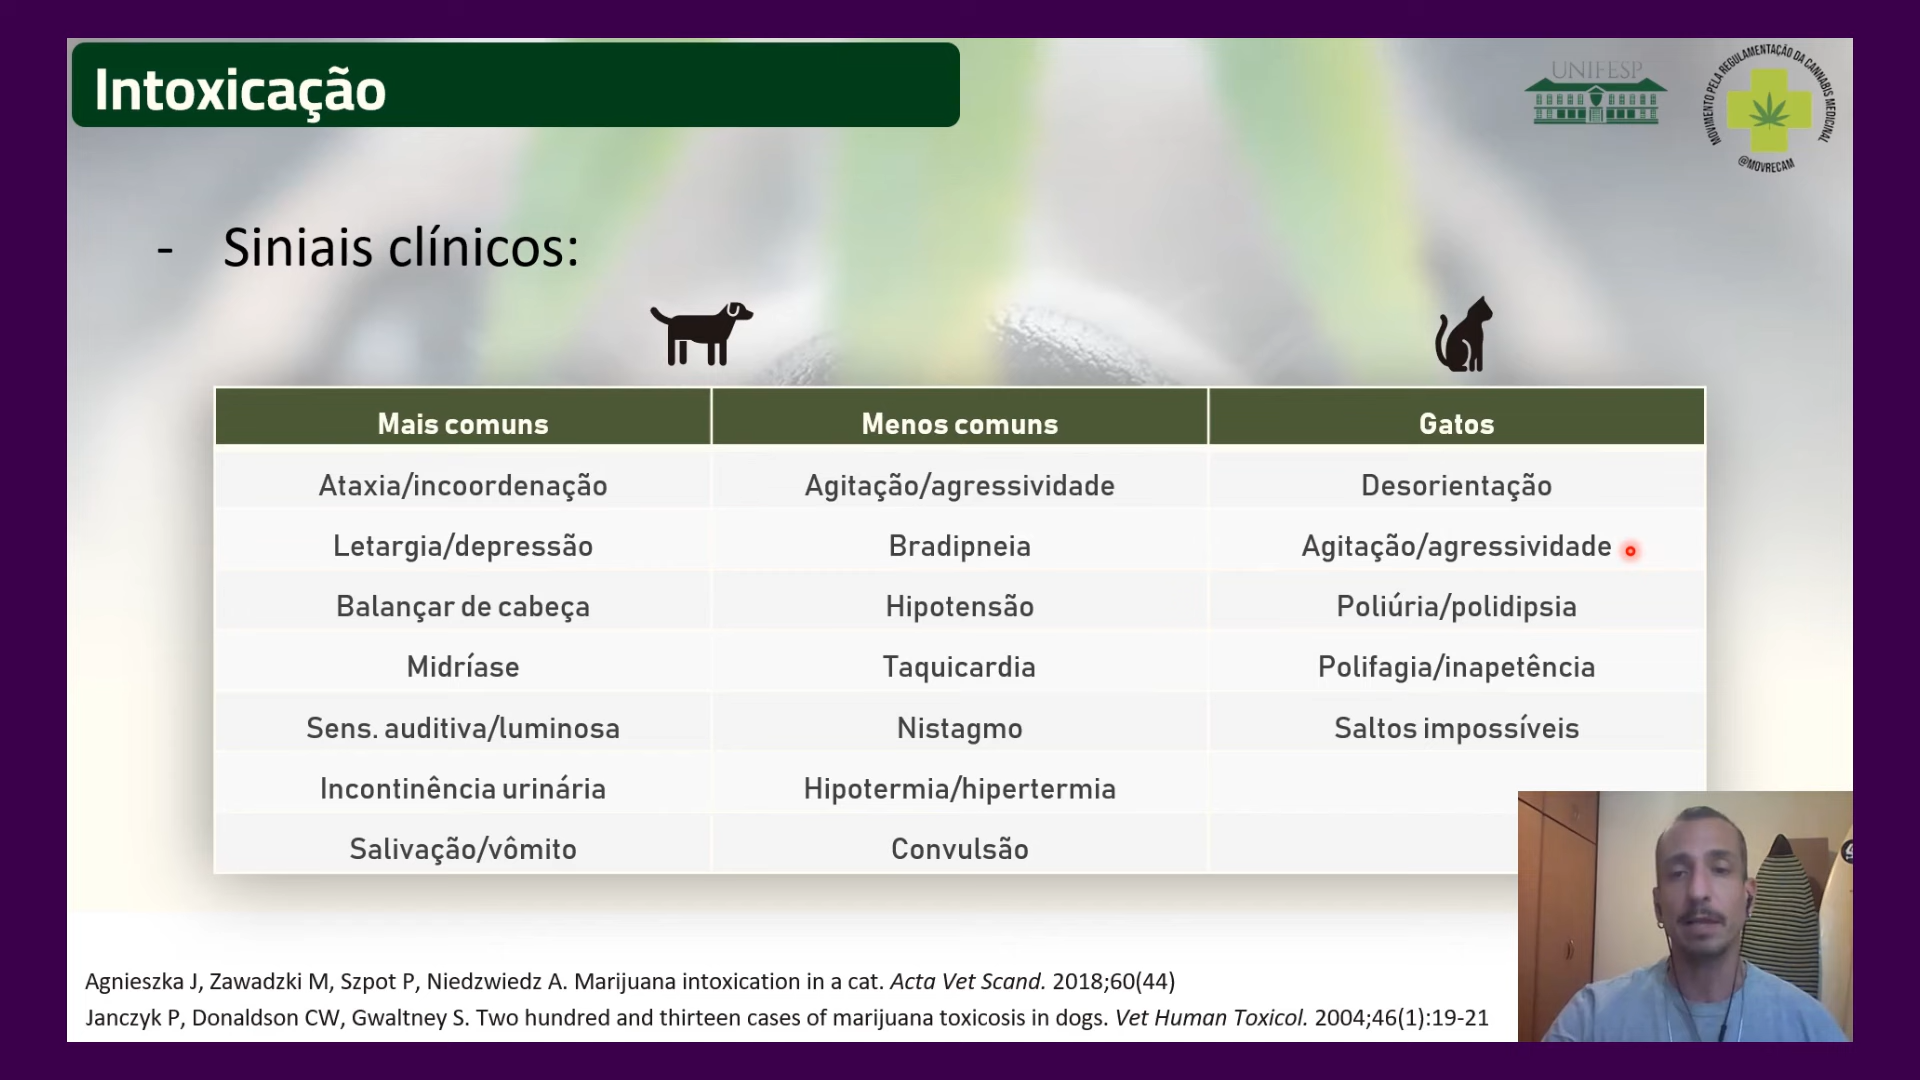 Intoxicação
UNIFESP
MOVIMENTO PELA REGULAMENTAÇÃO DA CANNABIS MEDICINAL
@MOVRECAM
- Siniais clínicos:
Mais comuns Menos comuns Gatos
Ataxia/incoordenação Agitação/agressividade Desorientação
Letargia/depressão Bradipneia Agitação/agressividade
Balançar de cabeça Hipotensão Poliúria/polidipsia
Midríase Taquicardia Polifagia/inapetência
Sens. auditiva/luminosa Nistagmo Saltos impossíveis
Incontinência urinária Hipotermia/hipertermia
Salivação/vômito Convulsão
Agnieszka J, Zawadzki M, Szpot P, Niedzwiedz A. Marijuana intoxication in a cat. Acta Vet Scand. 2018;60(44)
Janczyk P, Donaldson CW, Gwaltney S. Two hundred and thirteen cases of marijuana toxicosis in dogs. Vet Human Toxicol. 2004;46(1):19-21